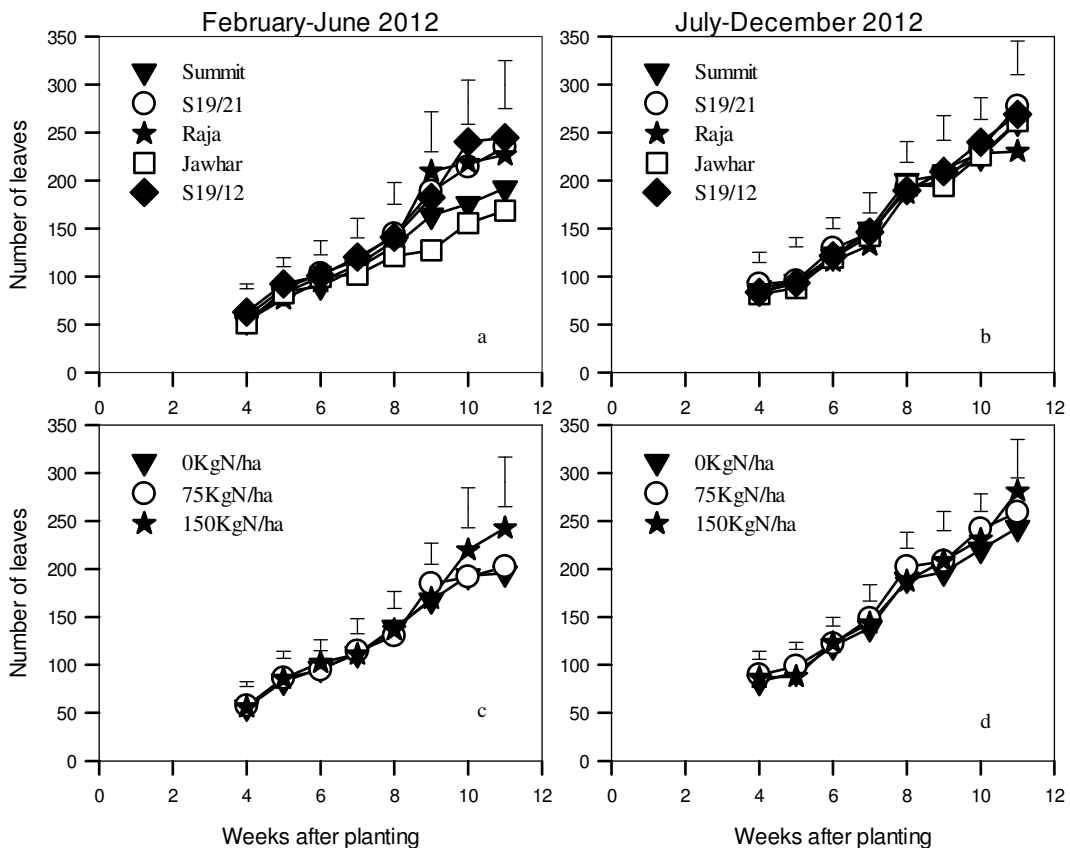 February-June 2012
July-December 2012
Number of leaves
350
300
250
200
150
100
50
0
Summit
S19/21
Raja
Jawhar
S19/12
a
0 2 4 6 8 10 12
350
300
250
200
150
100
50
0
Summit
S19/21
Raja
Jawhar
S19/12
b
0 2 4 6 8 10 12
Number of leaves
350
300
250
200
150
100
50
0
0KgN/ha
75KgN/ha
150KgN/ha
c
0 2 4 6 8 10 12
Weeks after planting
350
300
250
200
150
100
50
0
0KgN/ha
75KgN/ha
150KgN/ha
d
0 2 4 6 8 10 12
Weeks after planting